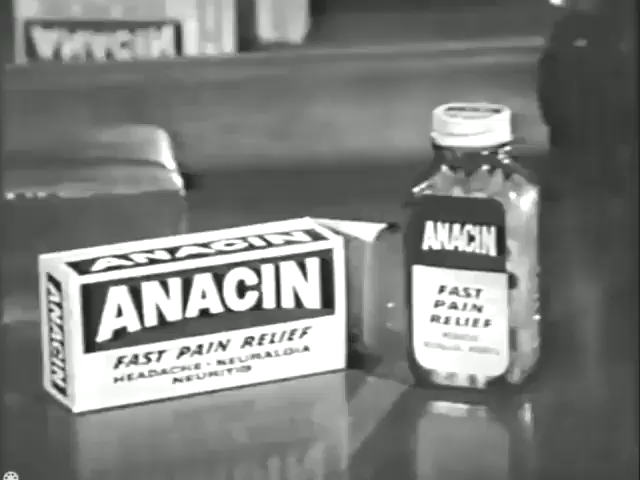 ANACIN
ANACIN
ANACIN
ANACIN
FAST PAIN RELIEF
HEADACHE · NEURALGIA
NEURITIS
ANACIN
FAST
PAIN
RELIEF